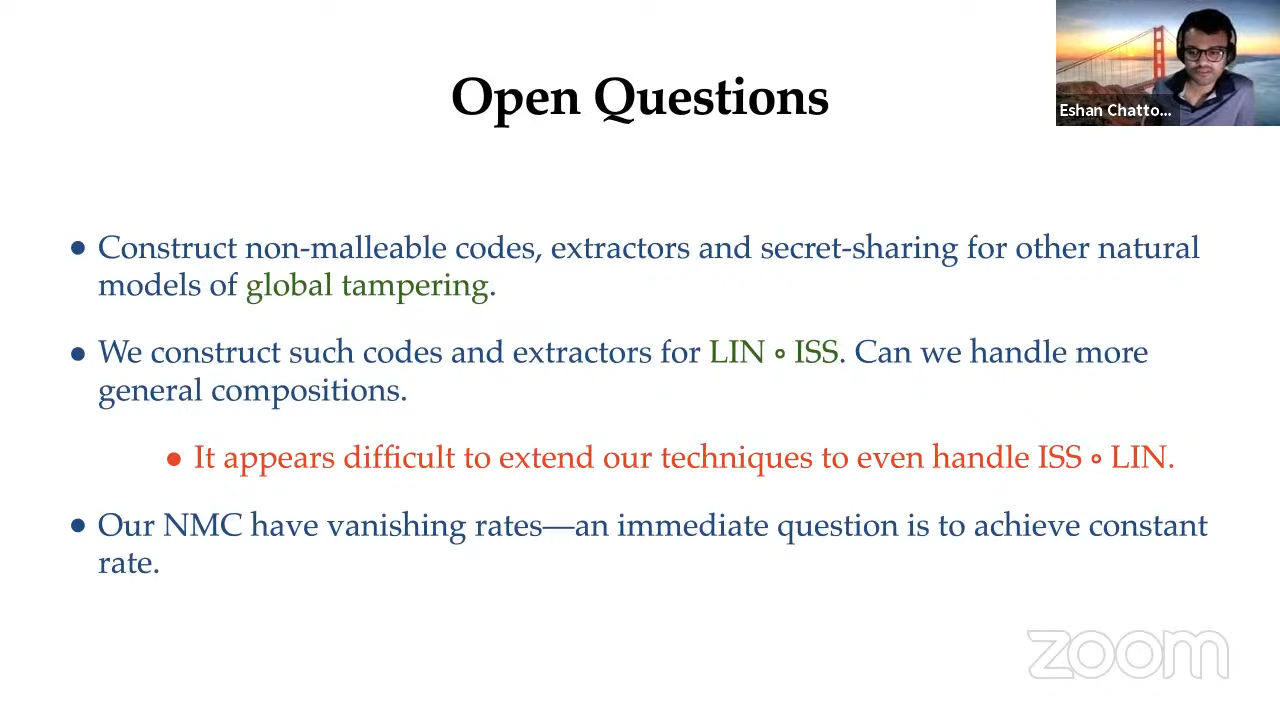 Open Questions
Eshan Chatto...
• Construct non-malleable codes, extractors and secret-sharing for other natural
models of global tampering.
• We construct such codes and extractors for LIN ∘ ISS. Can we handle more
general compositions.
• It appears difficult to extend our techniques to even handle ISS ∘ LIN.
• Our NMC have vanishing rates—an immediate question is to achieve constant
rate.
zoom